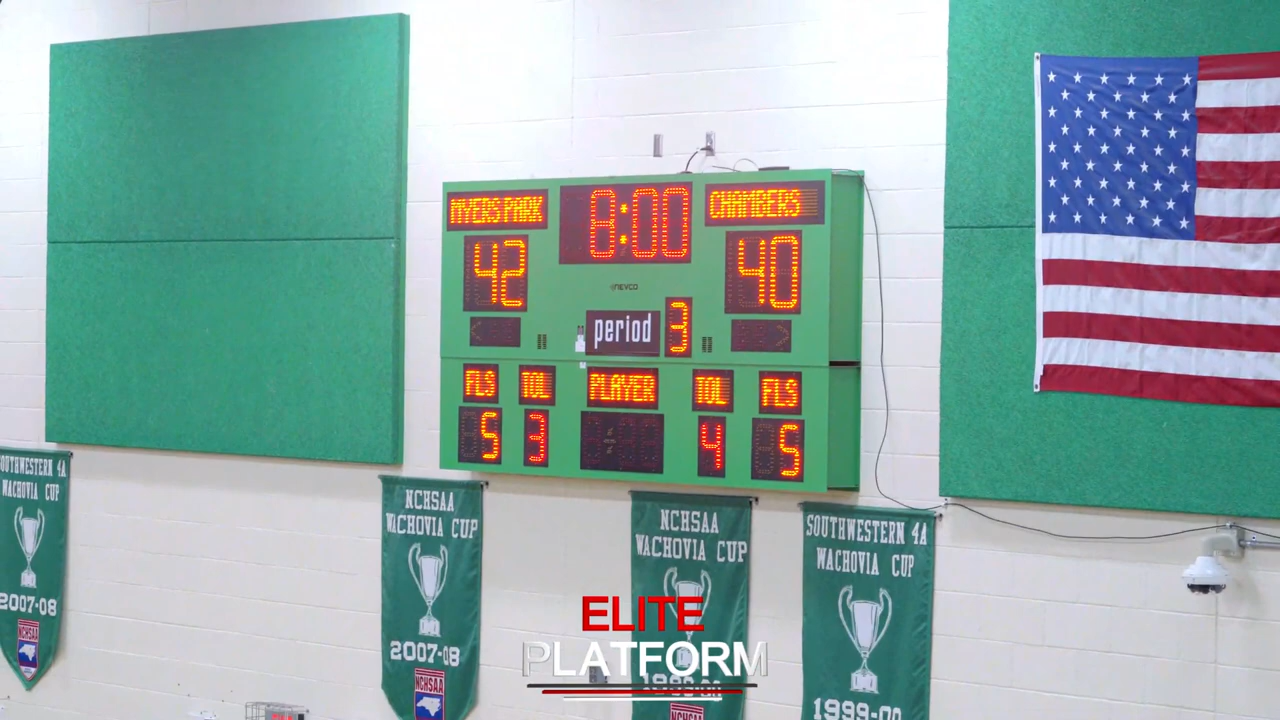 MYERS PARK
8:00
CHAMBERS
42
40
NEVCO
period
3
FLS
TOL
PLAYER
TOL
FLS
5
3
4
5
SOUTHWESTERN 4A
WACHOVIA CUP
2007-08
NCHSAA
NCHSAA
WACHOVIA CUP
2007-08
NCHSAA
NCHSAA
WACHOVIA CUP
NCHSAA
SOUTHWESTERN 4A
WACHOVIA CUP
1999-00
ELITE
PLATFORM